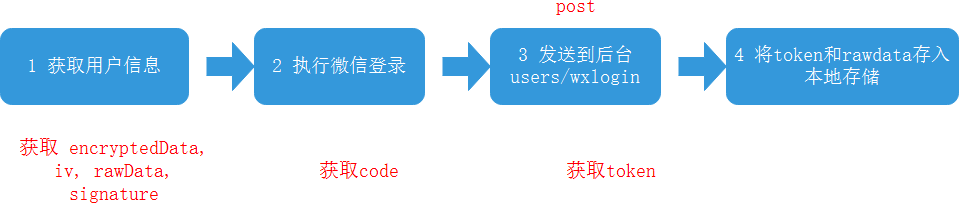 post
1 获取用户信息
2 执行微信登录
3 发送到后台
users/wxlogin
4 将token和rawdata存入
本地存储
获取 encryptedData,
iv, rawData,
signature
获取code
获取token